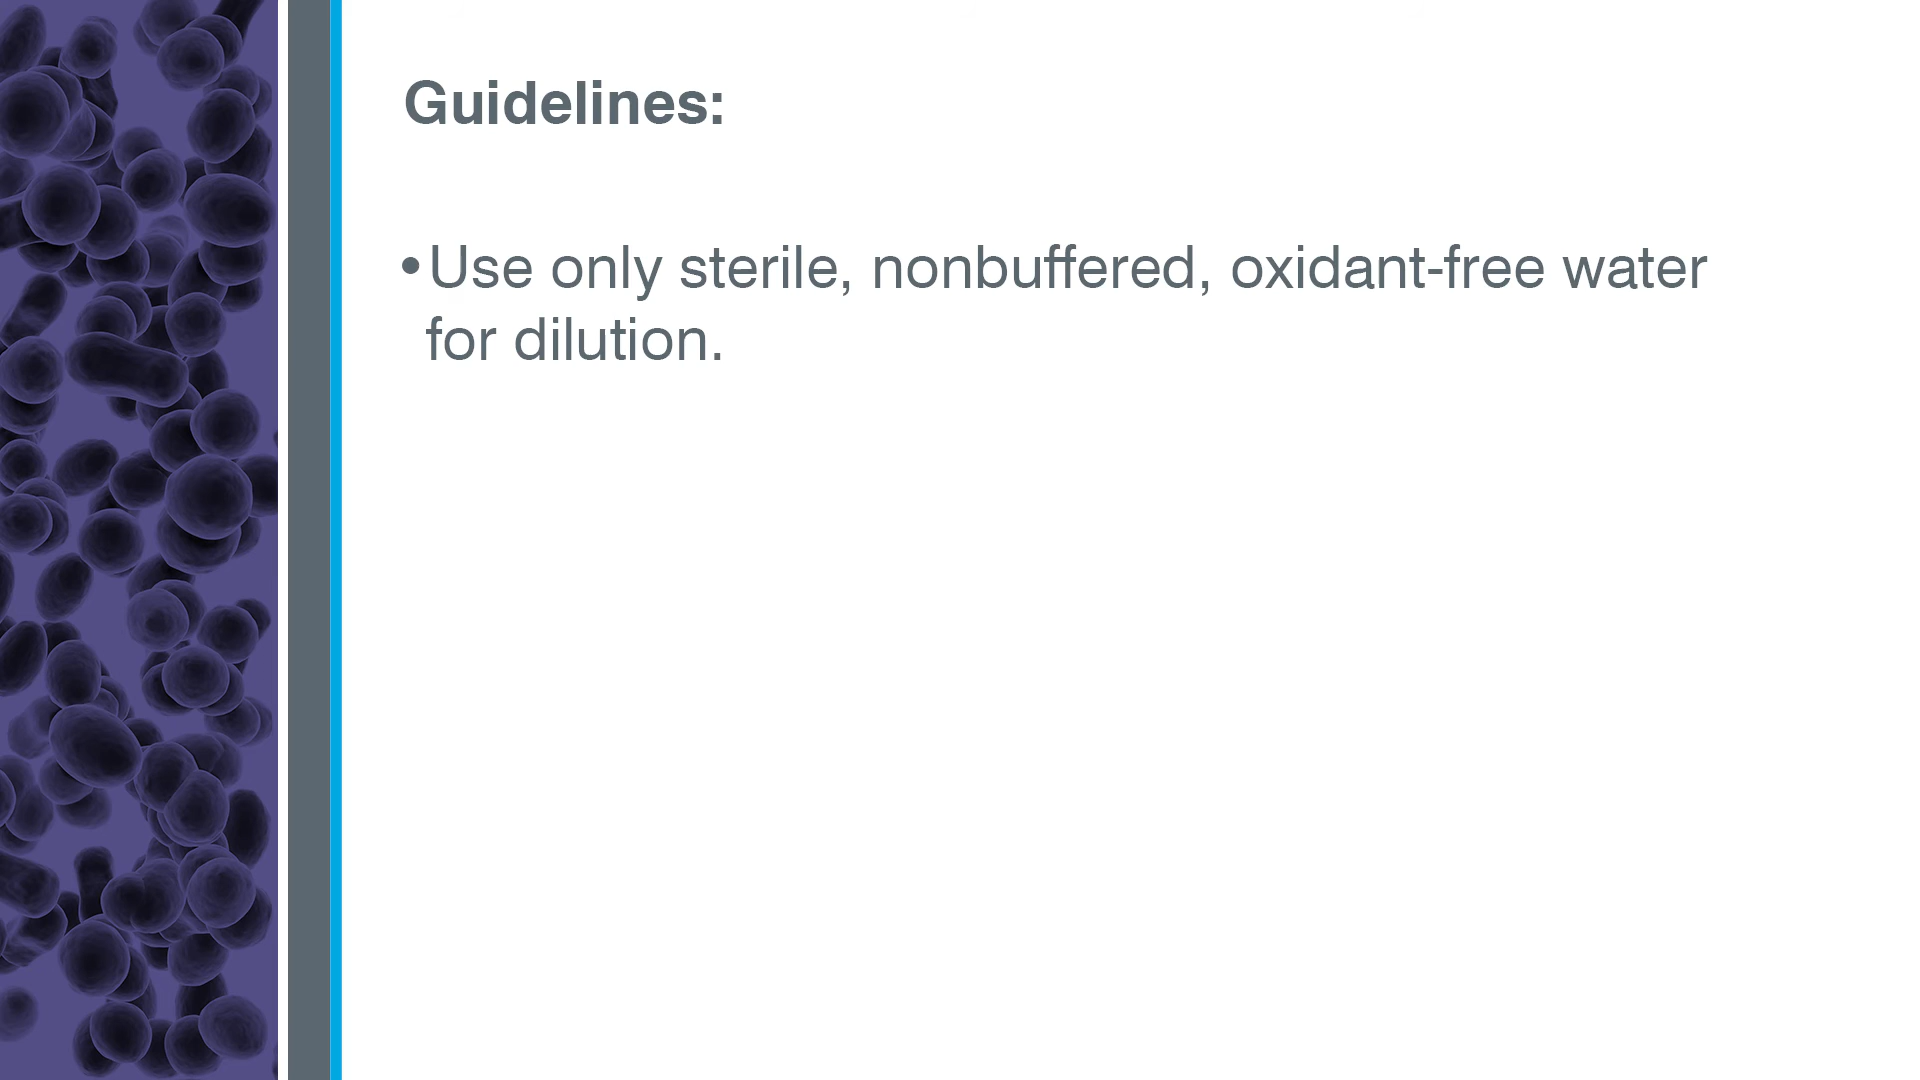 Guidelines:
•Use only sterile, nonbuffered, oxidant-free water
for dilution.